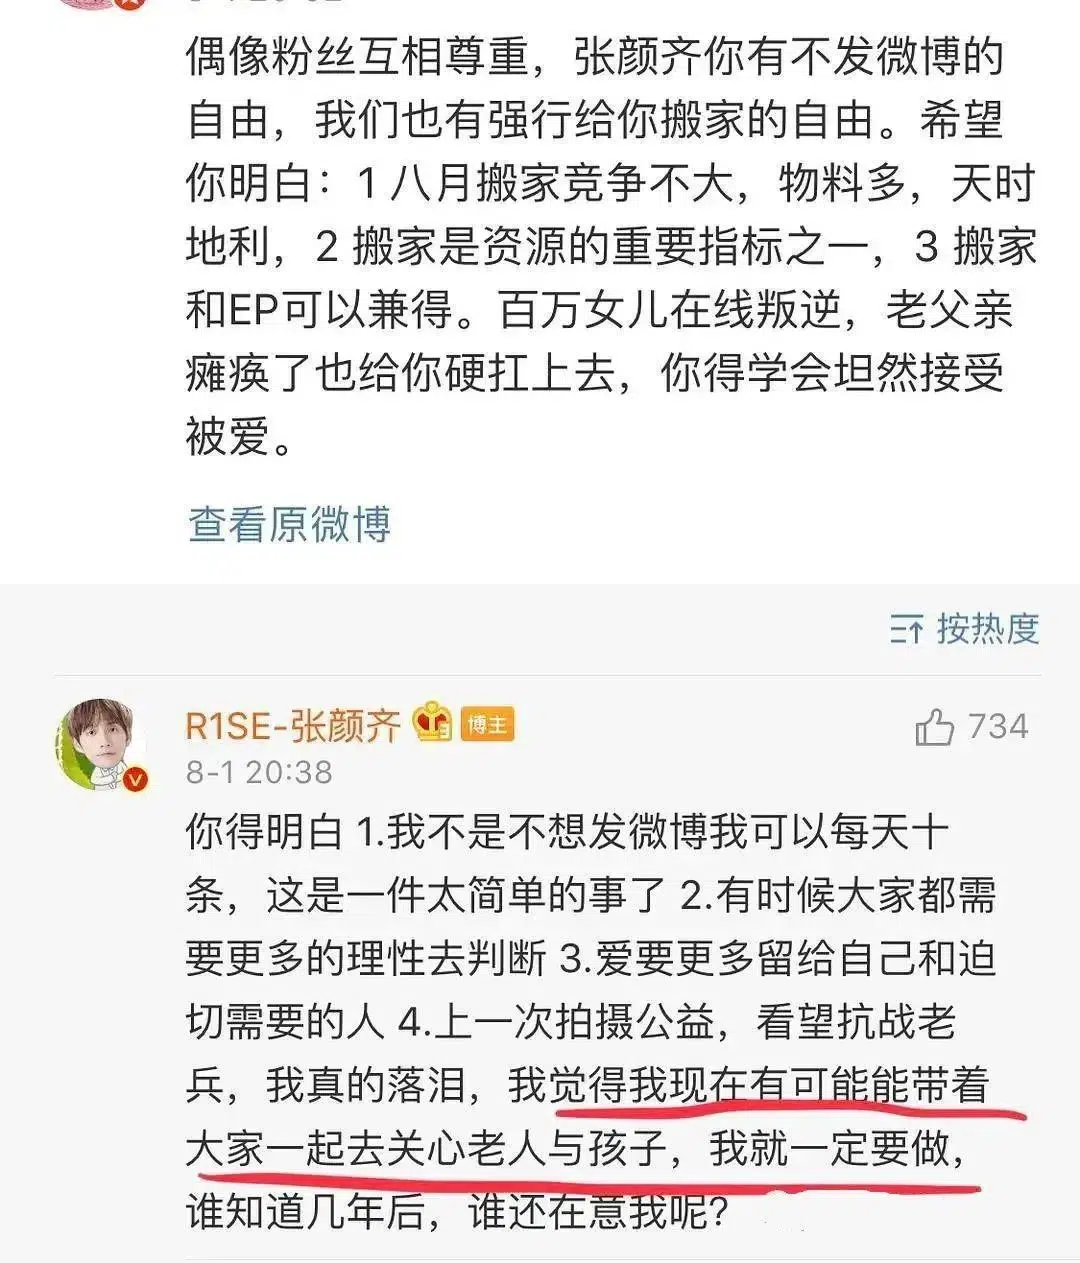 偶像粉丝互相尊重，张颜齐你有不发微博的
自由，我们也有强行给你搬家的自由。希望
你明白：1 八月搬家竞争不大，物料多，天时
地利，2 搬家是资源的重要指标之一，3 搬家
和EP可以兼得。百万女儿在线叛逆，老父亲
瘫痪了也给你硬扛上去，你得学会坦然接受
被爱。
查看原微博
按热度
R1SE-张颜齐 博主
734
8-1 20:38
你得明白 1.我不是不想发微博我可以每天十
条，这是一件太简单的事了 2.有时候大家都需
要更多的理性去判断 3.爱要更多留给自己和迫
切需要的人 4.上一次拍摄公益，看望抗战老
兵，我真的落泪，我觉得我现在有可能能带着
大家一起去关心老人与孩子，我就一定要做，
谁知道几年后，谁还在意我呢？